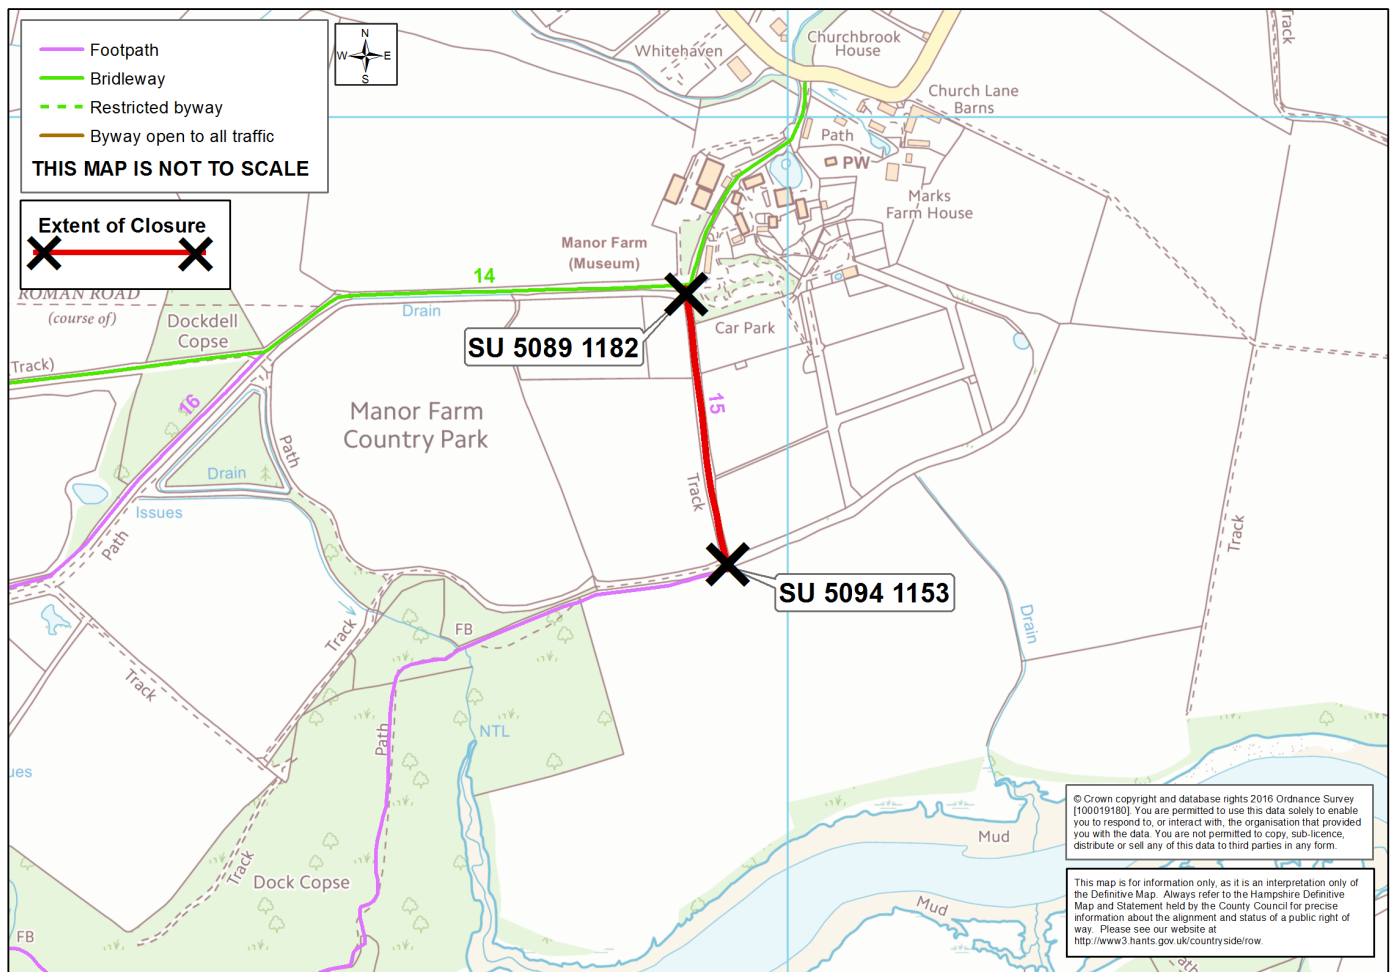 Footpath
Bridleway
Restricted byway
Byway open to all traffic
THIS MAP IS NOT TO SCALE
N
W E
S
Extent of Closure
ROMAN ROAD
(course of)
Whitehaven
Churchbrook
House
Church Lane
Barns
Path
PW
Marks
Farm House
Track
Manor Farm
(Museum)
14
Drain
Dockdell
Copse
Track)
SU 5089 1182
Car Park
16
15
Manor Farm
Country Park
Path
Drain
Issues
Path
Track
Track
SU 5094 1153
FB
Track
Track
Drain
Path
NTL
ues
Track
Dock Copse
FB
Mud
Mud
© Crown copyright and database rights 2016 Ordnance Survey
[100019180]. You are permitted to use this data solely to enable
you to respond to, or interact with, the organisation that provided
you with the data. You are not permitted to copy, sub-licence,
distribute or sell any of this data to third parties in any form.
This map is for information only, as it is an interpretation only of
the Definitive Map. Always refer to the Hampshire Definitive
Map and Statement held by the County Council for precise
information about the alignment and status of a public right of
way. Please see our website at
http://www3.hants.gov.uk/countryside/row.